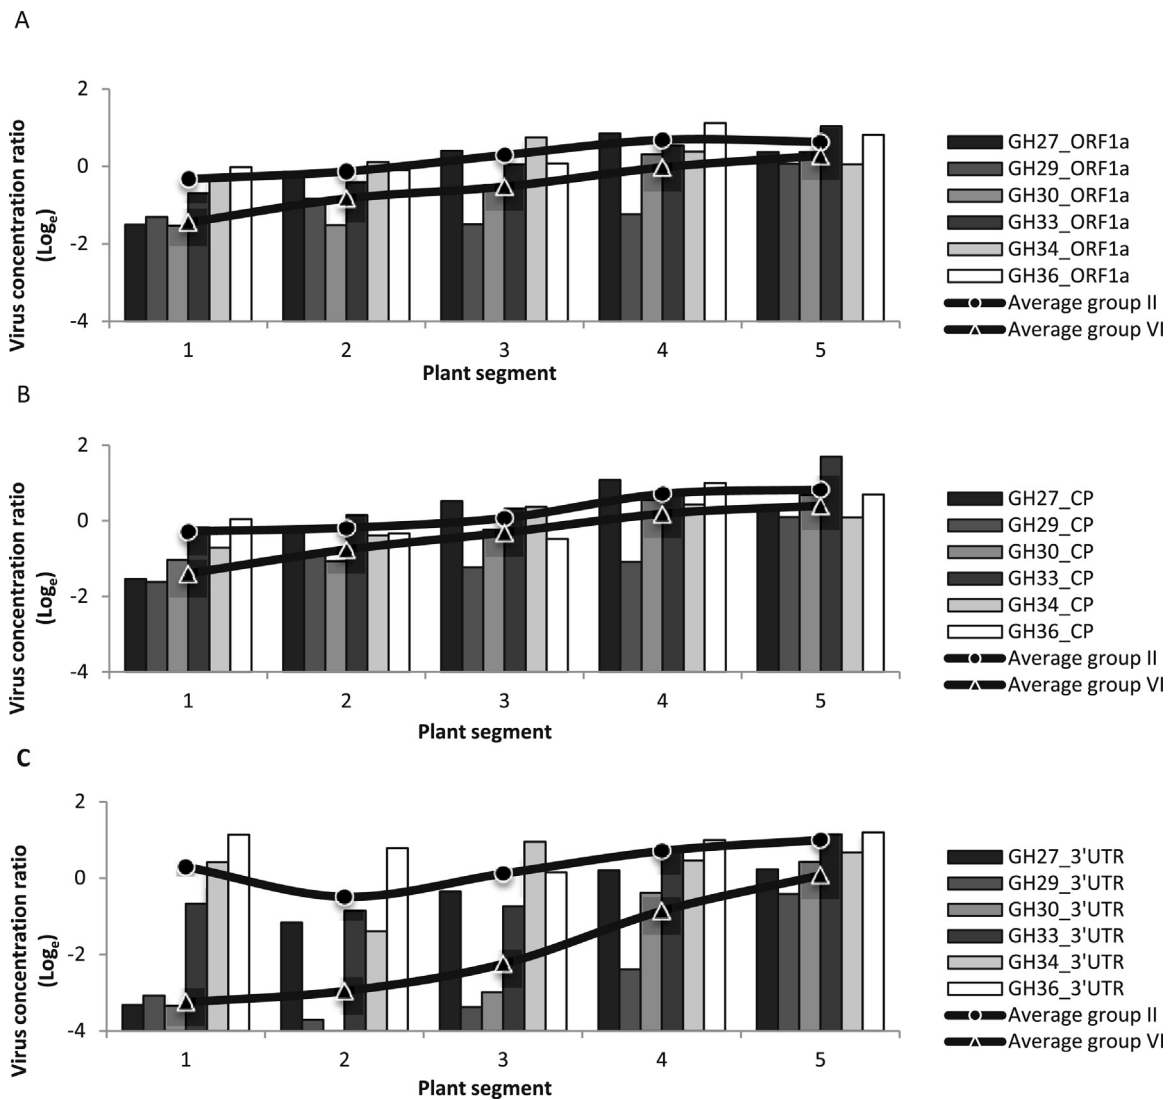 A
Virus concentration ratio
(Logₑ)
2
0
-2
-4
1 2 3 4 5
Plant segment
GH27_ORF1a
GH29_ORF1a
GH30_ORF1a
GH33_ORF1a
GH34_ORF1a
GH36_ORF1a
Average group II
Average group VI
B
Virus concentration ratio
(Logₑ)
2
0
-2
-4
1 2 3 4 5
Plant segment
GH27_CP
GH29_CP
GH30_CP
GH33_CP
GH34_CP
GH36_CP
Average group II
Average group VI
C
Virus concentration ratio
(Logₑ)
2
0
-2
-4
1 2 3 4 5
Plant segment
GH27_3'UTR
GH29_3'UTR
GH30_3'UTR
GH33_3'UTR
GH34_3'UTR
GH36_3'UTR
Average group II
Average group VI